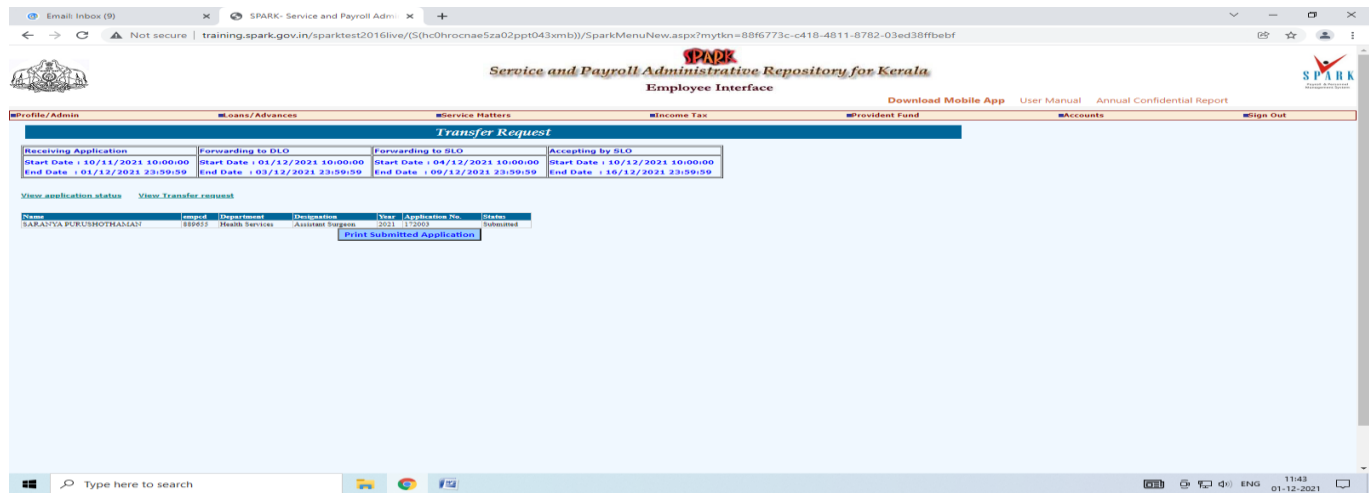 Email: Inbox (9)
SPARK- Service and Payroll Admi
Not secure | training.spark.gov.in/sparktest2016live/(S(hc0hrocnae5za02ppt043xmb))/SparkMenuNew.aspx?mytkn=88f6773c-c418-4811-8782-03ed38ffbebf
SPARK
Service and Payroll Administrative Repository for Kerala
Employee Interface
SPARK
Download Mobile App User Manual Annual Confidential Report
Profile/Admin Loans/Advances Service Matters Income Tax Provident Fund Accounts Sign Out
Transfer Request
Receiving Application Forwarding to DLO Forwarding to SLO Accepting by SLO
Start Date : 10/11/2021 10:00:00 Start Date : 01/12/2021 10:00:00 Start Date : 04/12/2021 10:00:00 Start Date : 10/12/2021 10:00:00
End Date : 01/12/2021 23:59:59 End Date : 03/12/2021 23:59:59 End Date : 09/12/2021 23:59:59 End Date : 16/12/2021 23:59:59
View application status View Transfer request
Name empcd Department Designation Year Application No. Status
SARANYA PURUSHOTHAMAN 889655 Health Services Assistant Surgeon 2021 172003 Submitted
Print Submitted Application
Type here to search
ENG
11:43
01-12-2021